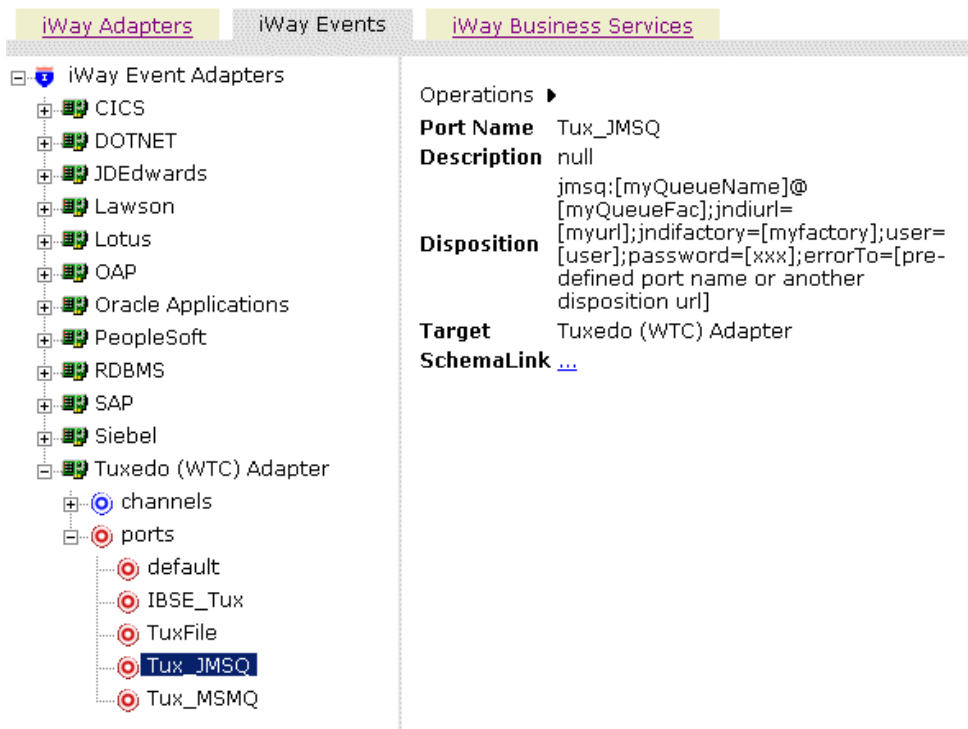 iWay Adapters
iWay Events
iWay Business Services
iWay Event Adapters
CICS
DOTNET
JDEdwards
Lawson
Lotus
OAP
Oracle Applications
PeopleSoft
RDBMS
SAP
Siebel
Tuxedo (WTC) Adapter
channels
ports
default
IBSE_Tux
TuxFile
Tux_JMSQ
Tux_MSMQ
Operations
Port Name Tux_JMSQ
Description null
Disposition
jmsq:[myQueueName]@
[myQueueFac];jndiurl=
[myurl];jndifactory=[myfactory];user=
[user];password=[xxx];errorTo=[pre-
defined port name or another
disposition url]
Target Tuxedo (WTC) Adapter
SchemaLink ...